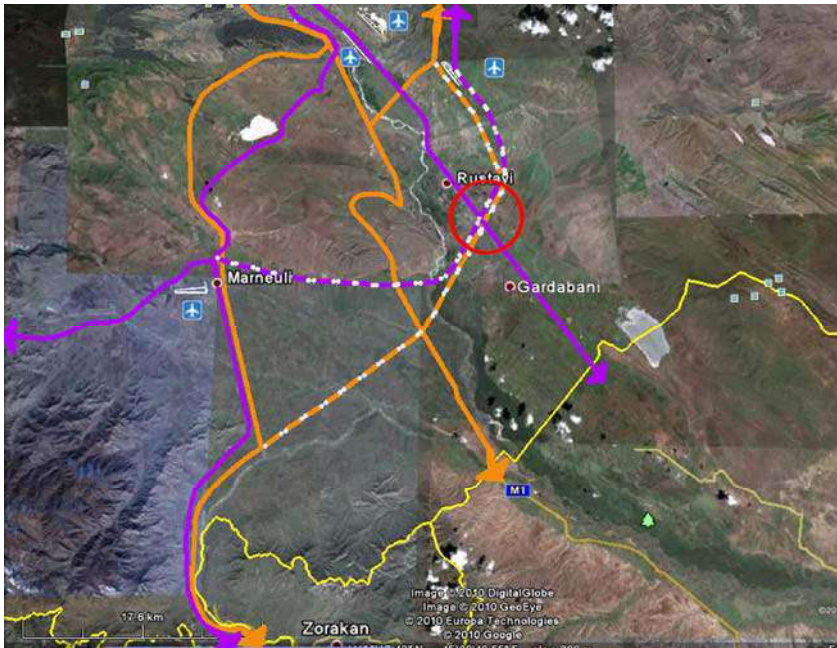 Rustavi
Marneuli
Gardabani
M1
Image © 2010 DigitalGlobe
Image © 2010 GeoEye
© 2010 Europa Technologies
© 2010 Google
17.6 km
Zorakan